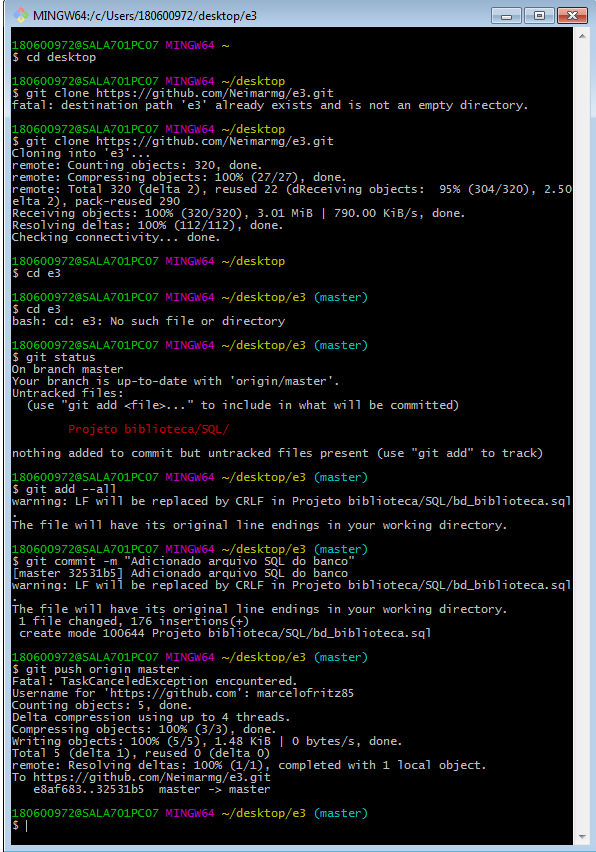 MINGW64:/c/Users/180600972/desktop/e3
180600972@SALA701PC07 MINGW64 ~
$ cd desktop
180600972@SALA701PC07 MINGW64 ~/desktop
$ git clone https://github.com/Neimarmg/e3.git
fatal: destination path 'e3' already exists and is not an empty directory.
180600972@SALA701PC07 MINGW64 ~/desktop
$ git clone https://github.com/Neimarmg/e3.git
Cloning into 'e3'...
remote: Counting objects: 320, done.
remote: Compressing objects: 100% (27/27), done.
remote: Total 320 (delta 2), reused 22 (dReceiving objects:  95% (304/320), 2.50
elta 2), pack-reused 290
Receiving objects: 100% (320/320), 3.01 MiB | 790.00 KiB/s, done.
Resolving deltas: 100% (112/112), done.
Checking connectivity... done.
180600972@SALA701PC07 MINGW64 ~/desktop
$ cd e3
180600972@SALA701PC07 MINGW64 ~/desktop/e3 (master)
$ cd e3
bash: cd: e3: No such file or directory
180600972@SALA701PC07 MINGW64 ~/desktop/e3 (master)
$ git status
On branch master
Your branch is up-to-date with 'origin/master'.
Untracked files:
  (use "git add <file>..." to include in what will be committed)
        Projeto biblioteca/SQL/
nothing added to commit but untracked files present (use "git add" to track)
180600972@SALA701PC07 MINGW64 ~/desktop/e3 (master)
$ git add --all
warning: LF will be replaced by CRLF in Projeto biblioteca/SQL/bd_biblioteca.sql
.
The file will have its original line endings in your working directory.
180600972@SALA701PC07 MINGW64 ~/desktop/e3 (master)
$ git commit -m "Adicionado arquivo SQL do banco"
[master 32531b5] Adicionado arquivo SQL do banco
warning: LF will be replaced by CRLF in Projeto biblioteca/SQL/bd_biblioteca.sql
.
The file will have its original line endings in your working directory.
 1 file changed, 176 insertions(+)
 create mode 100644 Projeto biblioteca/SQL/bd_biblioteca.sql
180600972@SALA701PC07 MINGW64 ~/desktop/e3 (master)
$ git push origin master
Fatal: TaskCanceledException encountered.
Username for 'https://github.com': marcelofritz85
Counting objects: 5, done.
Delta compression using up to 4 threads.
Compressing objects: 100% (3/3), done.
Writing objects: 100% (5/5), 1.48 KiB | 0 bytes/s, done.
Total 5 (delta 1), reused 0 (delta 0)
remote: Resolving deltas: 100% (1/1), completed with 1 local object.
To https://github.com/Neimarmg/e3.git
   e8af683..32531b5  master -> master
180600972@SALA701PC07 MINGW64 ~/desktop/e3 (master)
$